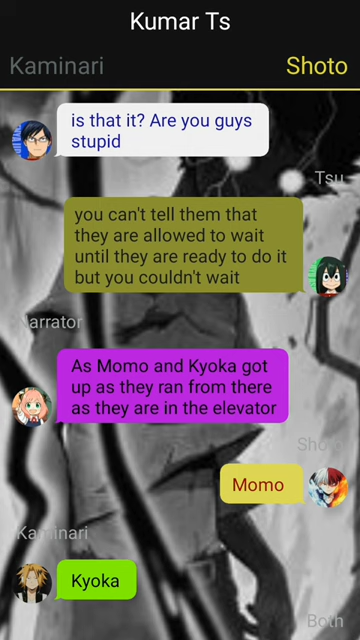 Kumar Ts
Kaminari
Shoto
is that it? Are you guys
stupid
Tsu
you can't tell them that
they are allowed to wait
until they are ready to do it
but you couldn't wait
Narrator
As Momo and Kyoka got
up as they ran from there
as they are in the elevator
Shoto
Momo
Kaminari
Kyoka
Both